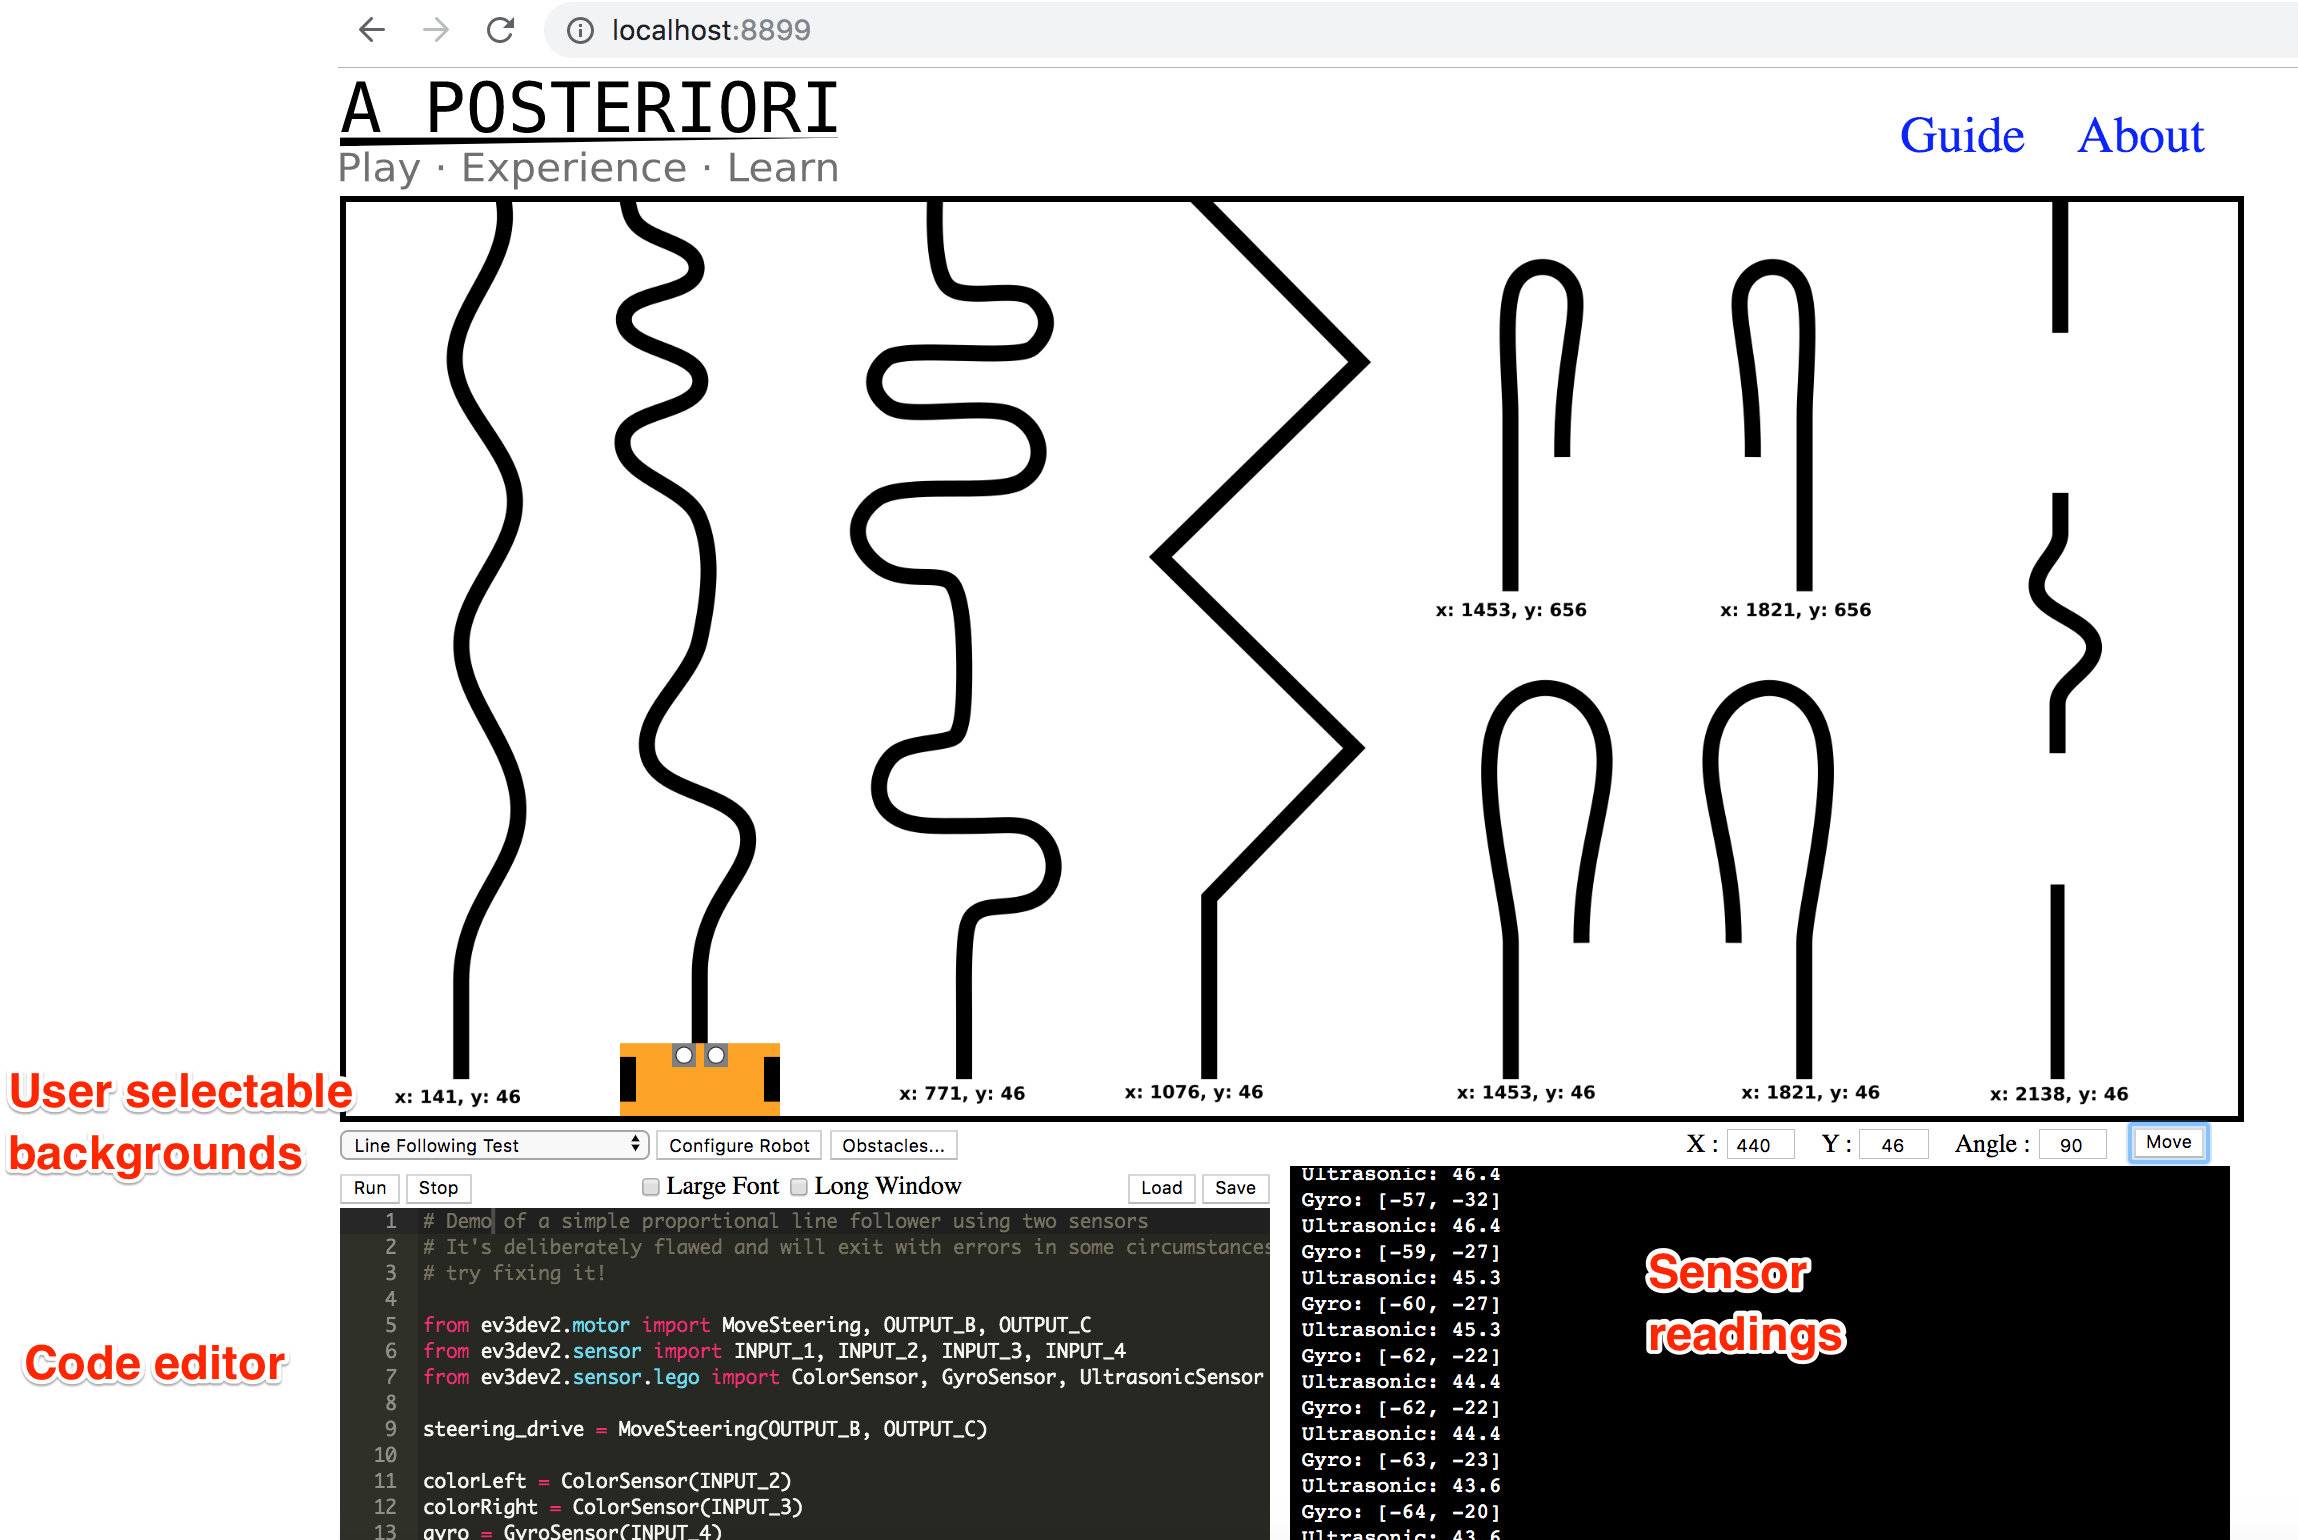 localhost:8899
A POSTERIORI
Play · Experience · Learn
Guide About
x: 1453, y: 656
x: 1821, y: 656
x: 141, y: 46
x: 771, y: 46
x: 1076, y: 46
x: 1453, y: 46
x: 1821, y: 46
x: 2138, y: 46
User selectable
backgrounds
Line Following Test
Configure Robot
Obstacles...
X : 440 Y : 46 Angle : 90 Move
Run Stop Large Font Long Window Load Save
1 # Demo of a simple proportional line follower using two sensors
2 # It's deliberately flawed and will exit with errors in some circumstances
3 # try fixing it!
4
5 from ev3dev2.motor import MoveSteering, OUTPUT_B, OUTPUT_C
6 from ev3dev2.sensor import INPUT_1, INPUT_2, INPUT_3, INPUT_4
7 from ev3dev2.sensor.lego import ColorSensor, GyroSensor, UltrasonicSensor
8
9 steering_drive = MoveSteering(OUTPUT_B, OUTPUT_C)
10
11 colorLeft = ColorSensor(INPUT_2)
12 colorRight = ColorSensor(INPUT_3)
13 gyro = GyroSensor(INPUT_4)
Code editor
Ultrasonic: 46.4
Gyro: [-57, -32]
Ultrasonic: 46.4
Gyro: [-59, -27]
Ultrasonic: 45.3
Gyro: [-60, -27]
Ultrasonic: 45.3
Gyro: [-62, -22]
Ultrasonic: 44.4
Gyro: [-62, -22]
Ultrasonic: 44.4
Gyro: [-63, -23]
Ultrasonic: 43.6
Gyro: [-64, -20]
Ultrasonic: 43.6
Sensor
readings